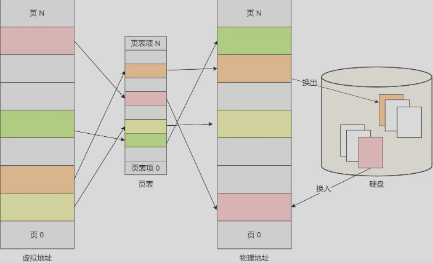 页 N
页表项 N
页 N
换出
页表项 0
换入
硬盘
页 0
页表
页 0
虚拟地址
物理地址